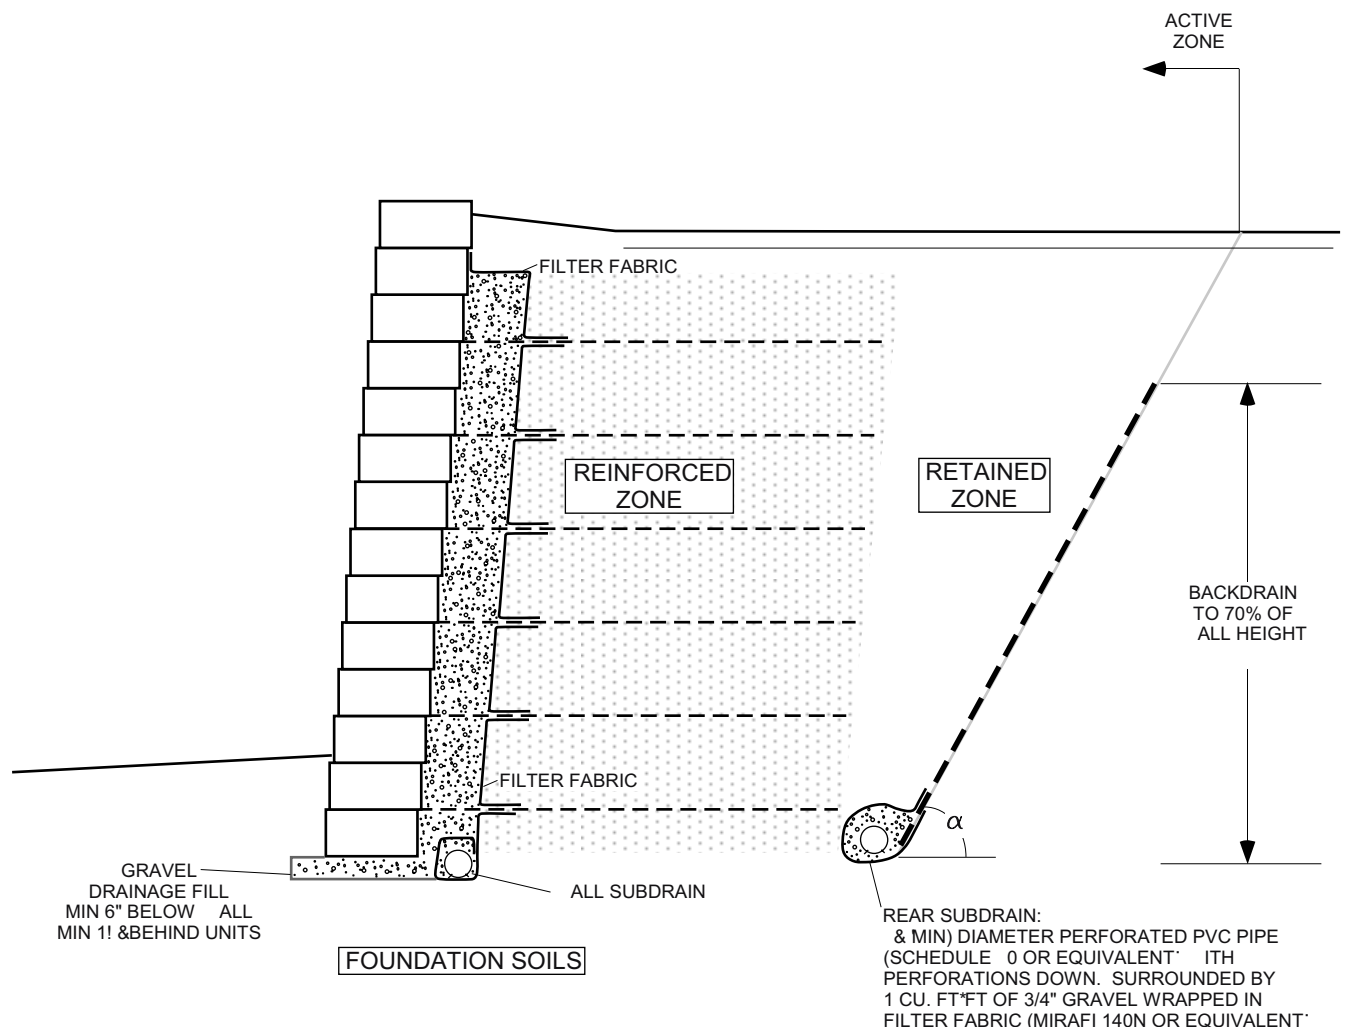 ACTIVE
ZONE
FILTER FABRIC
REINFORCED
ZONE
RETAINED
ZONE
BACKDRAIN
TO 70% OF
ALL HEIGHT
FILTER FABRIC
α
GRAVEL
DRAINAGE FILL
MIN 6" BELOW ALL
MIN 1! &BEHIND UNITS
ALL SUBDRAIN
FOUNDATION SOILS
REAR SUBDRAIN:
& MIN) DIAMETER PERFORATED PVC PIPE
(SCHEDULE 0 OR EQUIVALENT ITH
PERFORATIONS DOWN. SURROUNDED BY
1 CU. FT*FT OF 3/4" GRAVEL WRAPPED IN
FILTER FABRIC (MIRAFI 140N OR EQUIVALENT